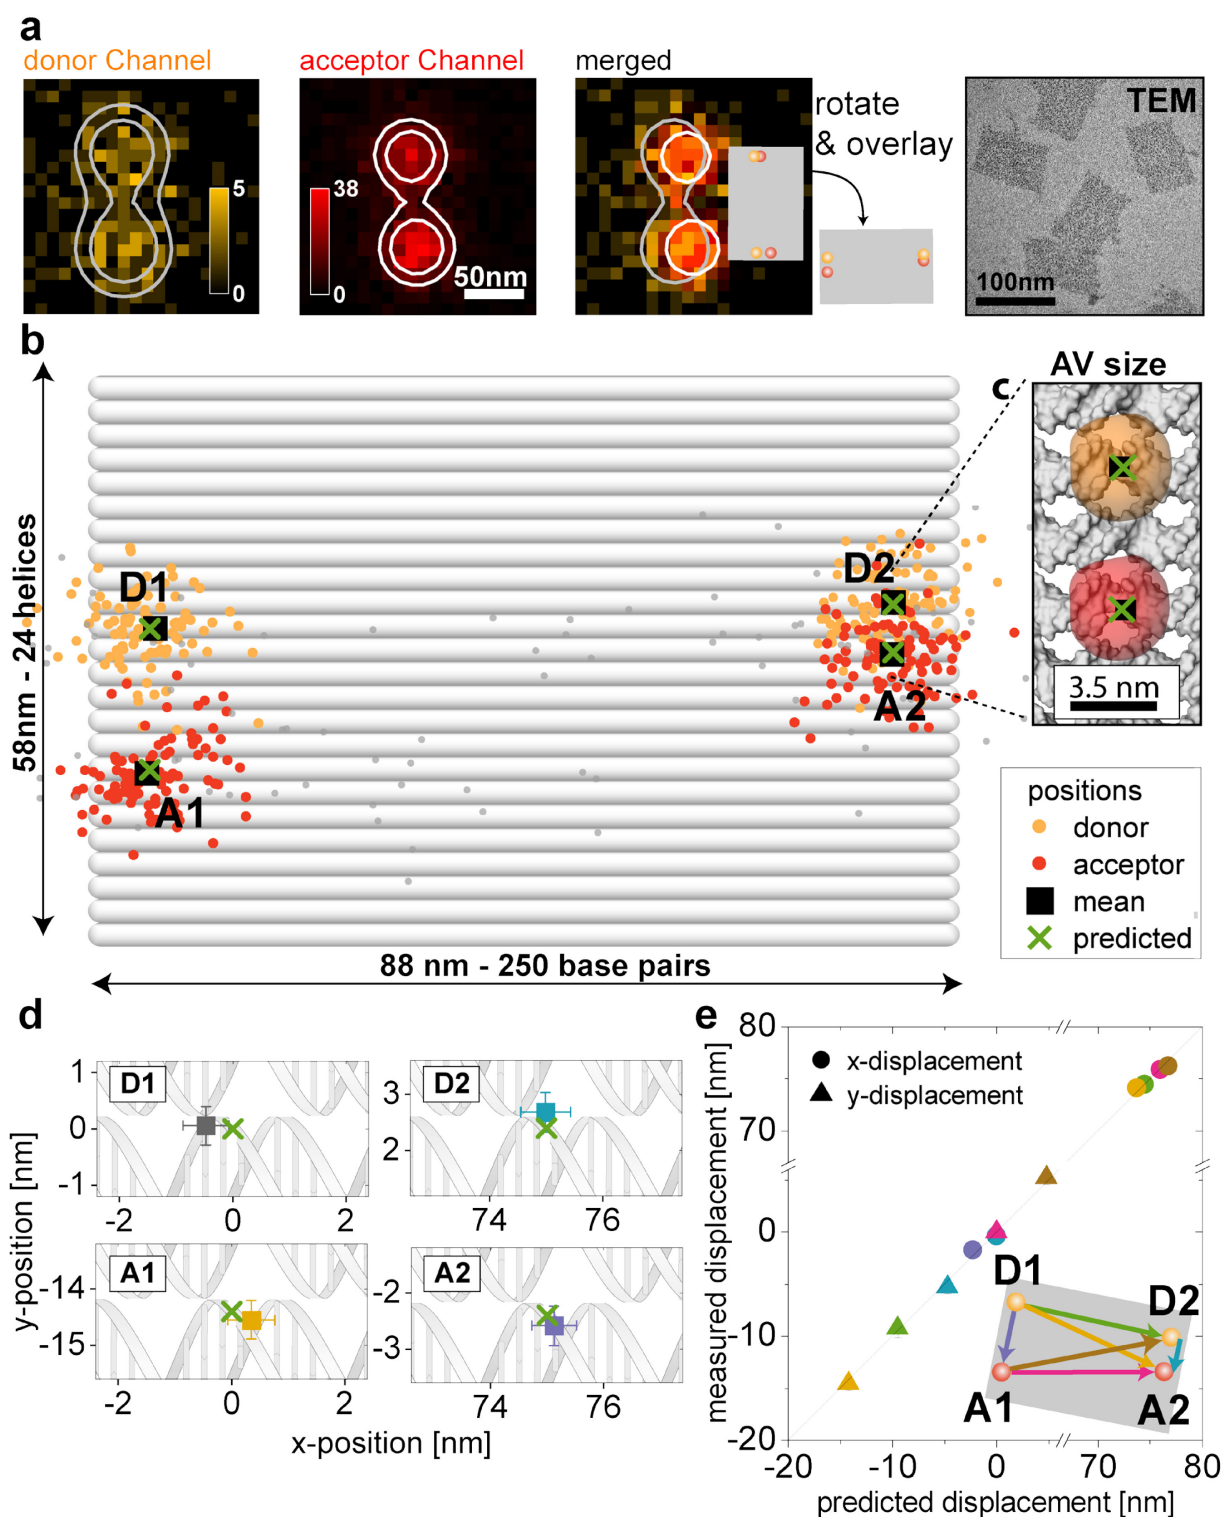 a
donor Channel
acceptor Channel
merged
5
0
38
0
50nm
rotate
& overlay
TEM
100nm
b
58nm - 24 helices
D1
A1
D2
A2
88 nm - 250 base pairs
c
AV size
3.5 nm
positions
donor
acceptor
mean
predicted
d
y-position [nm]
D1
1
0
-1
-2
0
2
D2
3
2
74
76
A1
-14
-15
-2
0
2
A2
-2
-3
74
76
x-position [nm]
e
measured displacement [nm]
80
70
0
-10
-20
x-displacement
y-displacement
D1
D2
A1
A2
-20
-10
0
70
80
predicted displacement [nm]